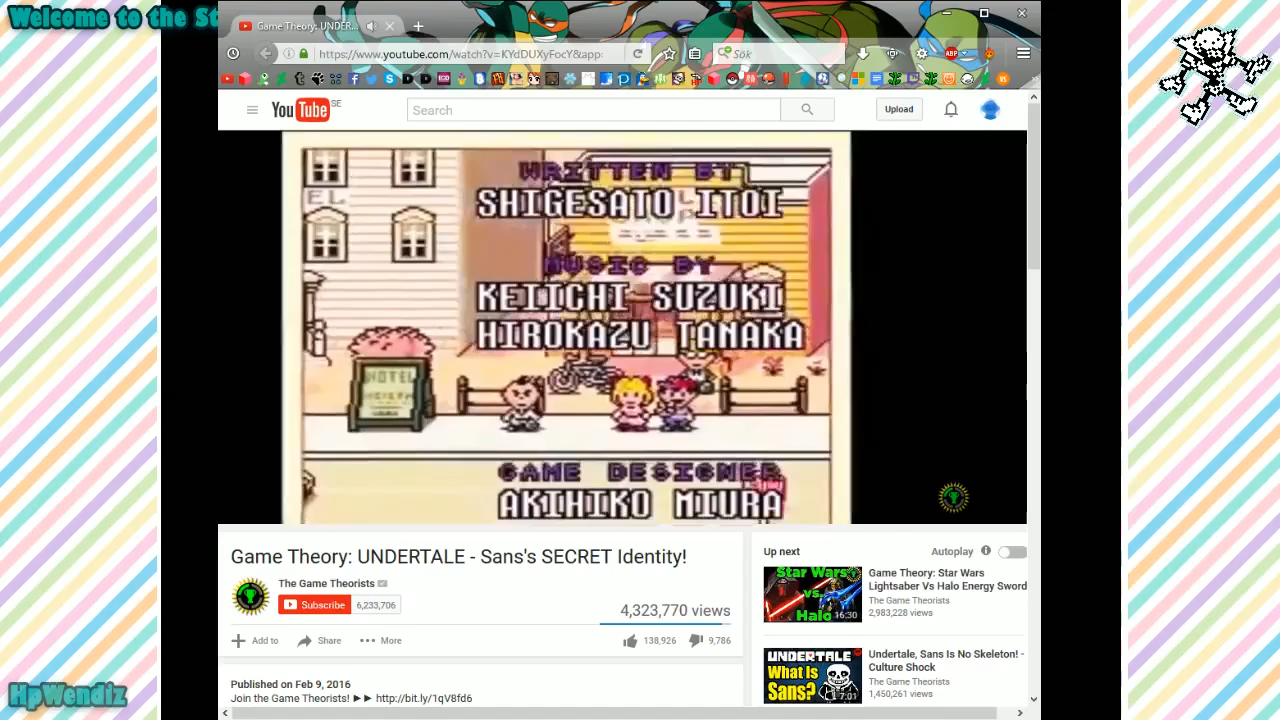 Welcome to the St
Game Theory: UNDER...
https://www.youtube.com/watch?v=KYdDUXyFocY&app=
Sök
ABP
YouTube SE
Search
Upload
WRITTEN BY
SHIGESATO ITOI
EL
MUSIC BY
KEIICHI SUZUKI
HIROKAZU TANAKA
HOTEL
GAME DESIGNER
AKIHIKO MIURA
Game Theory: UNDERTALE - Sans's SECRET Identity!
The Game Theorists
Subscribe 6,233,706
4,323,770 views
Add to Share More
138,926 9,786
Published on Feb 9, 2016
Join the Game Theorists! ►► http://bit.ly/1qV8fd6
Up next Autoplay
Star Wars
vs.
Halo
16:30
Game Theory: Star Wars
Lightsaber Vs Halo Energy Sword
The Game Theorists
2,983,228 views
UNDERTALE
What is
Sans?
17:01
Undertale, Sans Is No Skeleton! -
Culture Shock
The Game Theorists
1,450,261 views
HpWendiz